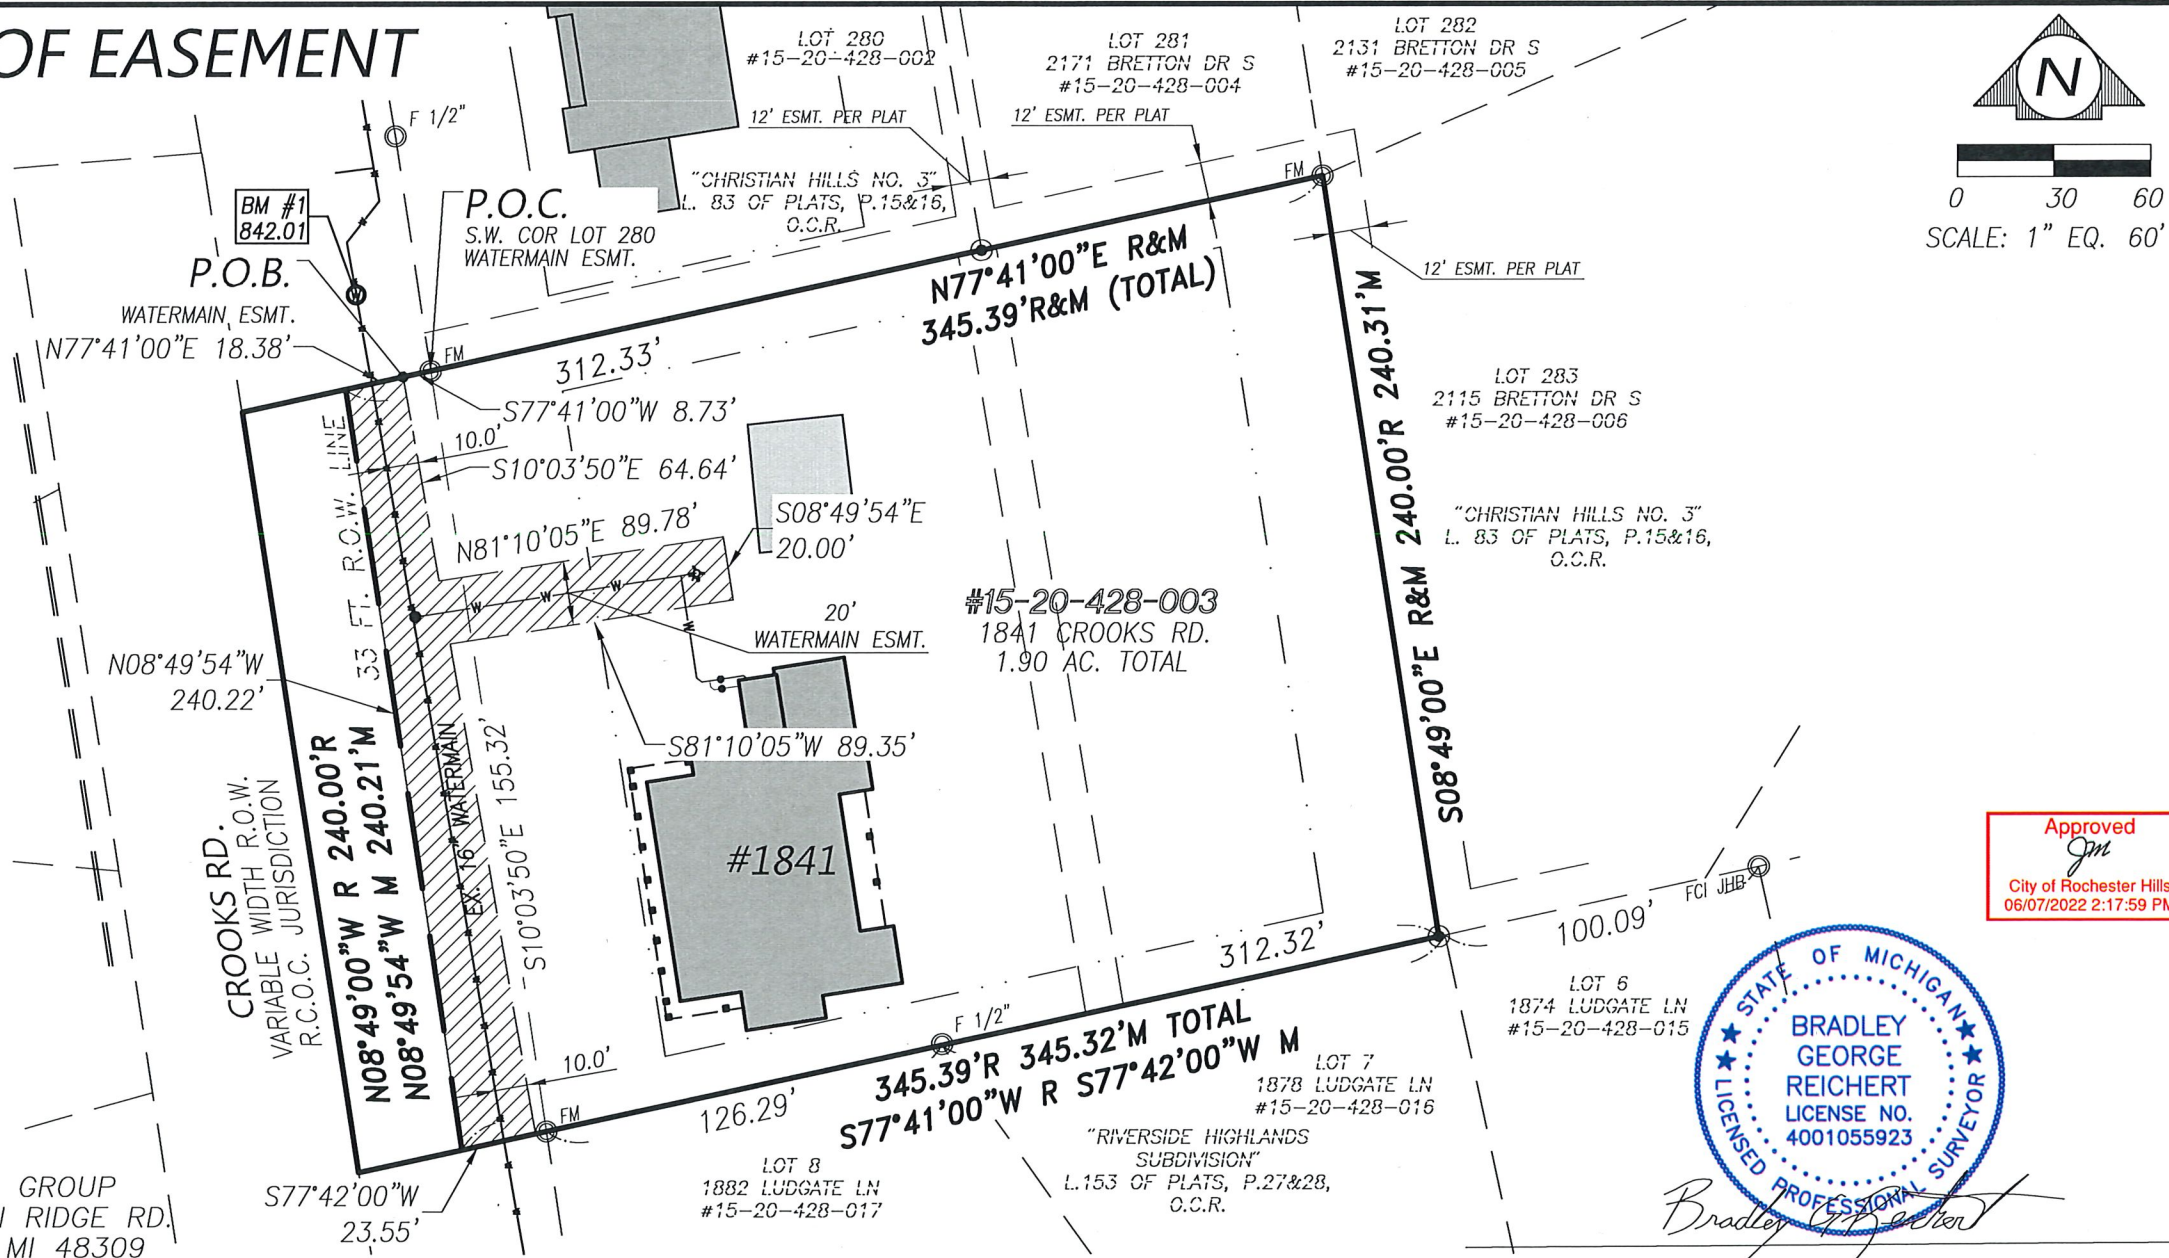 OF EASEMENT
LOT 280
#15-20-428-002
LOT 281
2171 BRETTON DR S
#15-20-428-004
LOT 282
2131 BRETTON DR S
#15-20-428-005
N
0 30 60
SCALE: 1" EQ. 60'
F 1/2"
12' ESMT. PER PLAT
12' ESMT. PER PLAT
"CHRISTIAN HILLS NO. 3"
L. 83 OF PLATS, P.15&16,
O.C.R.
FM
BM #1
842.01
P.O.C.
S.W. COR LOT 280
WATERMAIN ESMT.
P.O.B.
WATERMAIN ESMT.
N77°41'00"E 18.38'
W
N77°41'00"E R&M
345.39'R&M (TOTAL)
12' ESMT. PER PLAT
FM
312.33'
S77°41'00"W 8.73'
10.0'
S10°03'50"E 64.64'
33 FT. R.O.W. LINE
N81°10'05"E 89.78'
S08°49'54"E
20.00'
W
W
W
W
W
20'
WATERMAIN ESMT.
#15-20-428-003
1841 CROOKS RD.
1.90 AC. TOTAL
S08°49'00"E R&M 240.00'R 240.31'M
LOT 283
2115 BRETTON DR S
#15-20-428-006
"CHRISTIAN HILLS NO. 3"
L. 83 OF PLATS, P.15&16,
O.C.R.
N08°49'54"W
240.22'
S81°10'05"W 89.35'
EX. 16" WATERMAIN
S10°03'50"E 155.32'
#1841
CROOKS RD.
VARIABLE WIDTH R.O.W.
R.C.O.C. JURISDICTION
N08°49'00"W R 240.00'R
N08°49'54"W M 240.21'M
312.32'
FCI JHB
100.09'
Approved
JM
City of Rochester Hills
06/07/2022 2:17:59 PM
LOT 6
1874 LUDGATE LN
#15-20-428-015
F 1/2"
10.0'
FM
126.29'
345.39'R 345.32'M TOTAL
S77°41'00"W R S77°42'00"W M
LOT 7
1878 LUDGATE LN
#15-20-428-016
"RIVERSIDE HIGHLANDS
SUBDIVISION"
L.153 OF PLATS, P.27&28,
O.C.R.
LOT 8
1882 LUDGATE LN
#15-20-428-017
S77°42'00"W
23.55'
GROUP
RIDGE RD.
MI 48309
STATE OF MICHIGAN
BRADLEY
GEORGE
REICHERT
LICENSE NO.
4001055923
LICENSED PROFESSIONAL SURVEYOR
Bradley G Reichert